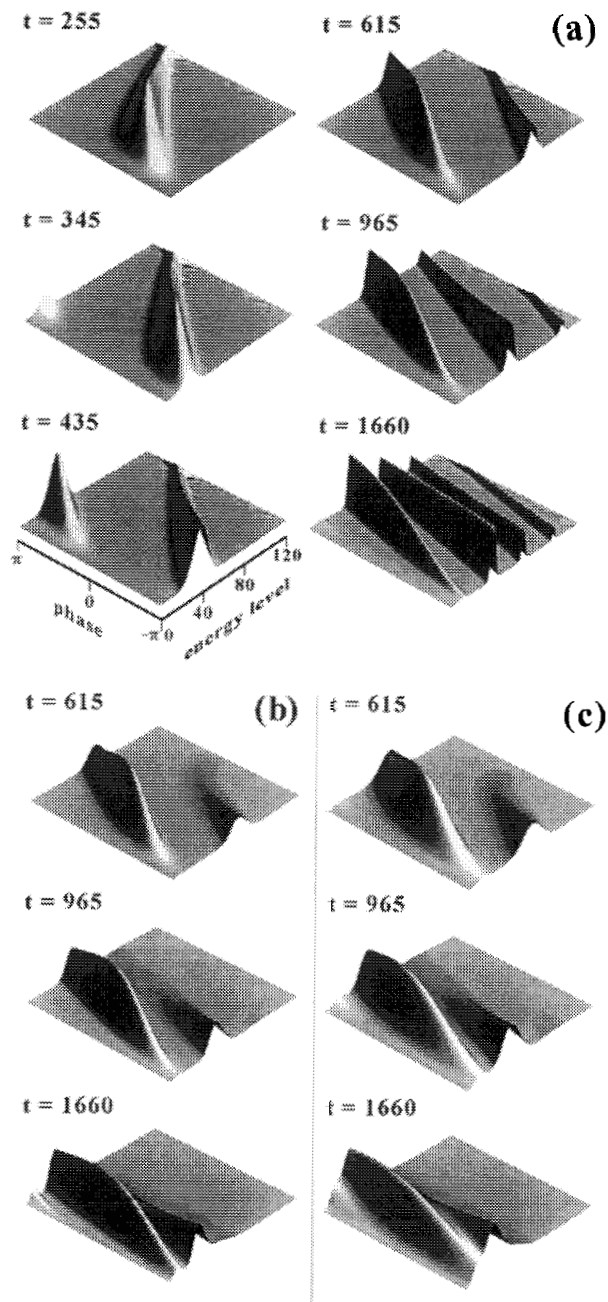 t = 255
t = 615
(a)
t = 345
t = 965
t = 435
t = 1660
π
0
-π
phase
0
40
80
120
energy level
t = 615
(b)
t = 615
(c)
t = 965
t = 965
t = 1660
t = 1660